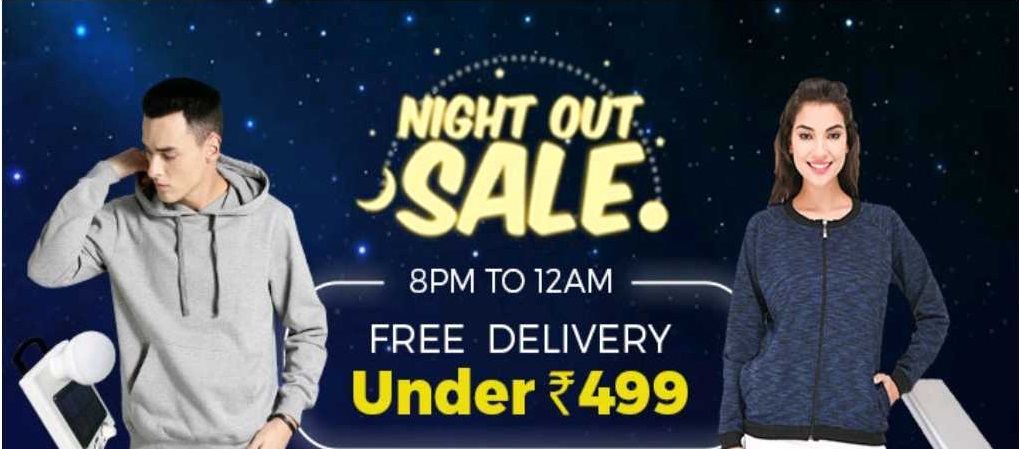 NIGHT OUT
SALE.
8PM TO 12AM
FREE DELIVERY
Under ₹499